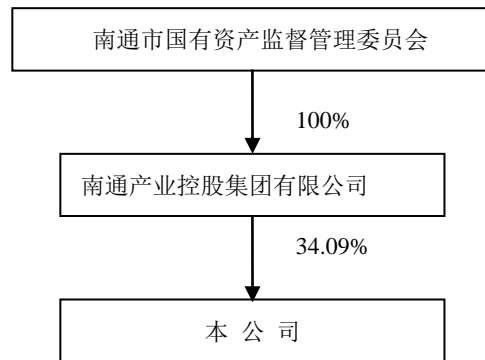 南通市国有资产监督管理委员会
100%
南通产业控股集团有限公司
34.09%
本 公 司